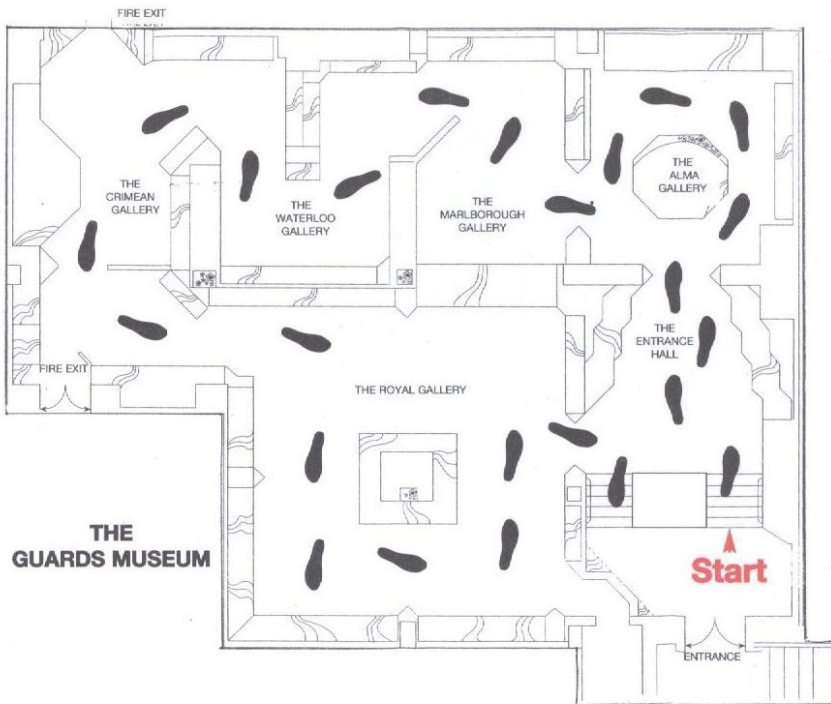 FIRE EXIT
THE
CRIMEAN
GALLERY
THE
WATERLOO
GALLERY
THE
MARLBOROUGH
GALLERY
THE
ALMA
GALLERY
THE
ENTRANCE
HALL
FIRE EXIT
THE ROYAL GALLERY
THE
GUARDS MUSEUM
Start
ENTRANCE